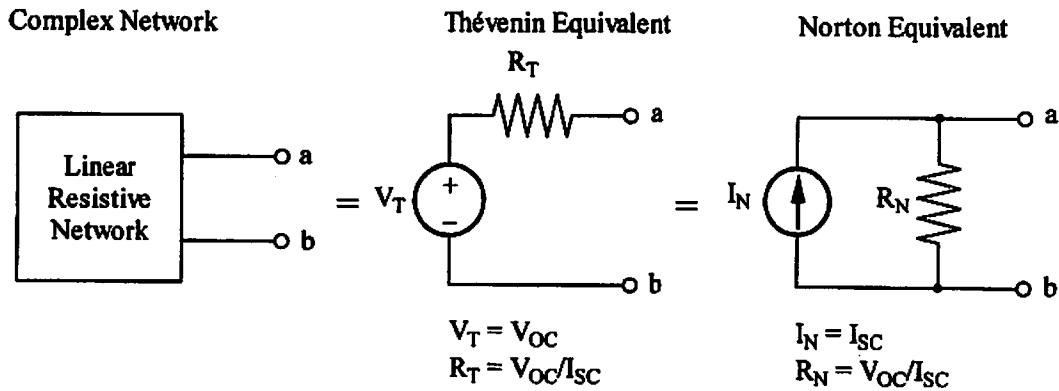 Complex Network
Thévenin Equivalent
Norton Equivalent
R_T
a
a
a
Linear
Resistive
Network
b
=
V_T
+
−
=
I_N
R_N
b
b
V_T = V_OC
R_T = V_OC/I_SC
I_N = I_SC
R_N = V_OC/I_SC